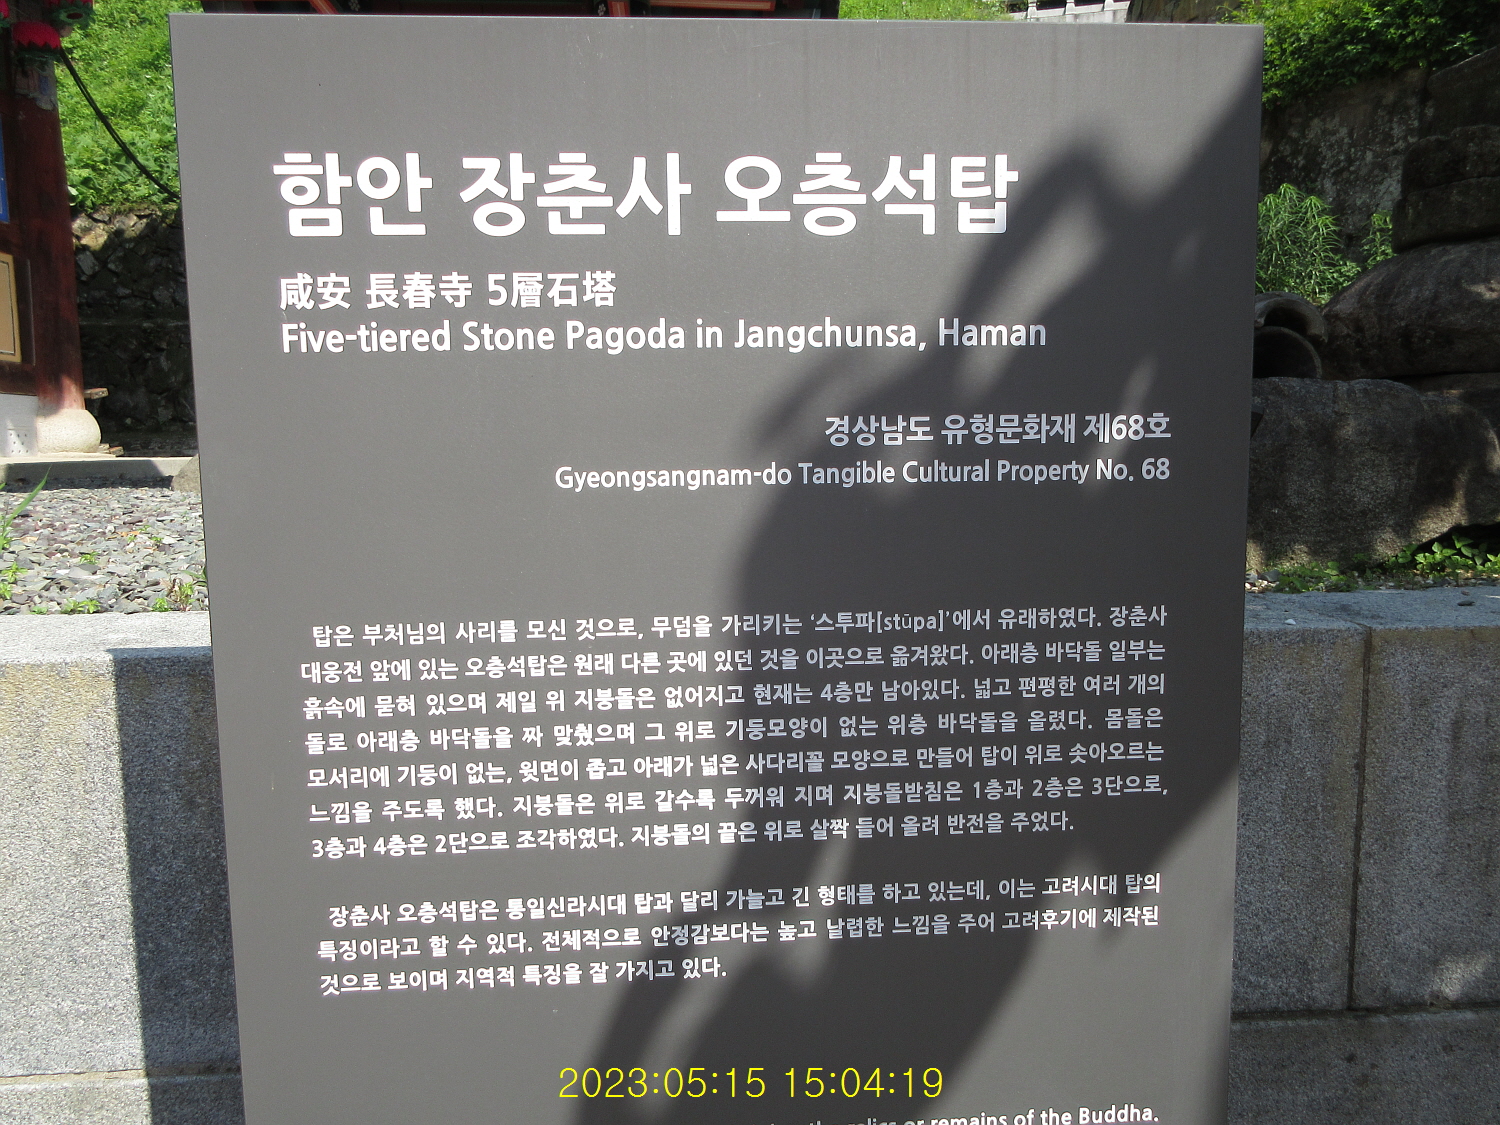 함안 장춘사 오층석탑
咸安 長春寺 5層石塔
Five-tiered Stone Pagoda in Jangchunsa, Haman
경상남도 유형문화재 제68호
Gyeongsangnam-do Tangible Cultural Property No. 68
탑은 부처님의 사리를 모신 것으로, 무덤을 가리키는 ‘스투파[stūpa]’에서 유래하였다. 장춘사
대웅전 앞에 있는 오층석탑은 원래 다른 곳에 있던 것을 이곳으로 옮겨왔다. 아래층 바닥돌 일부는
흙속에 묻혀 있으며 제일 위 지붕돌은 없어지고 현재는 4층만 남아있다. 넓고 편평한 여러 개의
돌로 아래층 바닥돌을 짜 맞췄으며 그 위로 기둥모양이 없는 위층 바닥돌을 올렸다. 몸돌은
모서리에 기둥이 없는, 윗면이 좁고 아래가 넓은 사다리꼴 모양으로 만들어 탑이 위로 솟아오르는
느낌을 주도록 했다. 지붕돌은 위로 갈수록 두꺼워 지며 지붕돌받침은 1층과 2층은 3단으로,
3층과 4층은 2단으로 조각하였다. 지붕돌의 끝은 위로 살짝 들어 올려 반전을 주었다.
장춘사 오층석탑은 통일신라시대 탑과 달리 가늘고 긴 형태를 하고 있는데, 이는 고려시대 탑의
특징이라고 할 수 있다. 전체적으로 안정감보다는 높고 날렵한 느낌을 주어 고려후기에 제작된
것으로 보이며 지역적 특징을 잘 가지고 있다.
2023:05:15 15:04:19
the relics or remains of the Buddha.